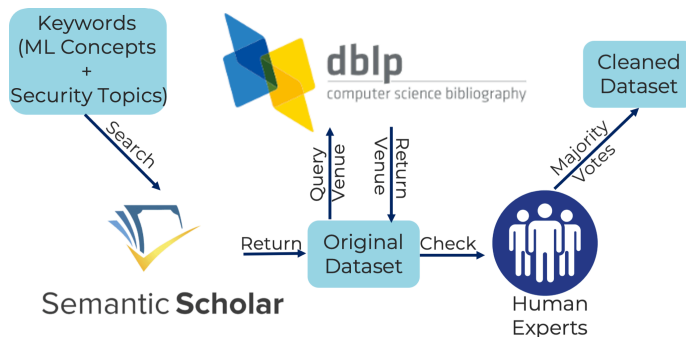 Keywords
(ML Concepts
+
Security Topics)
Search
Semantic Scholar
Return
dblp
computer science bibliography
Query
Venue
Return
Venue
Original
Dataset
Check
Human
Experts
Majority
Votes
Cleaned
Dataset